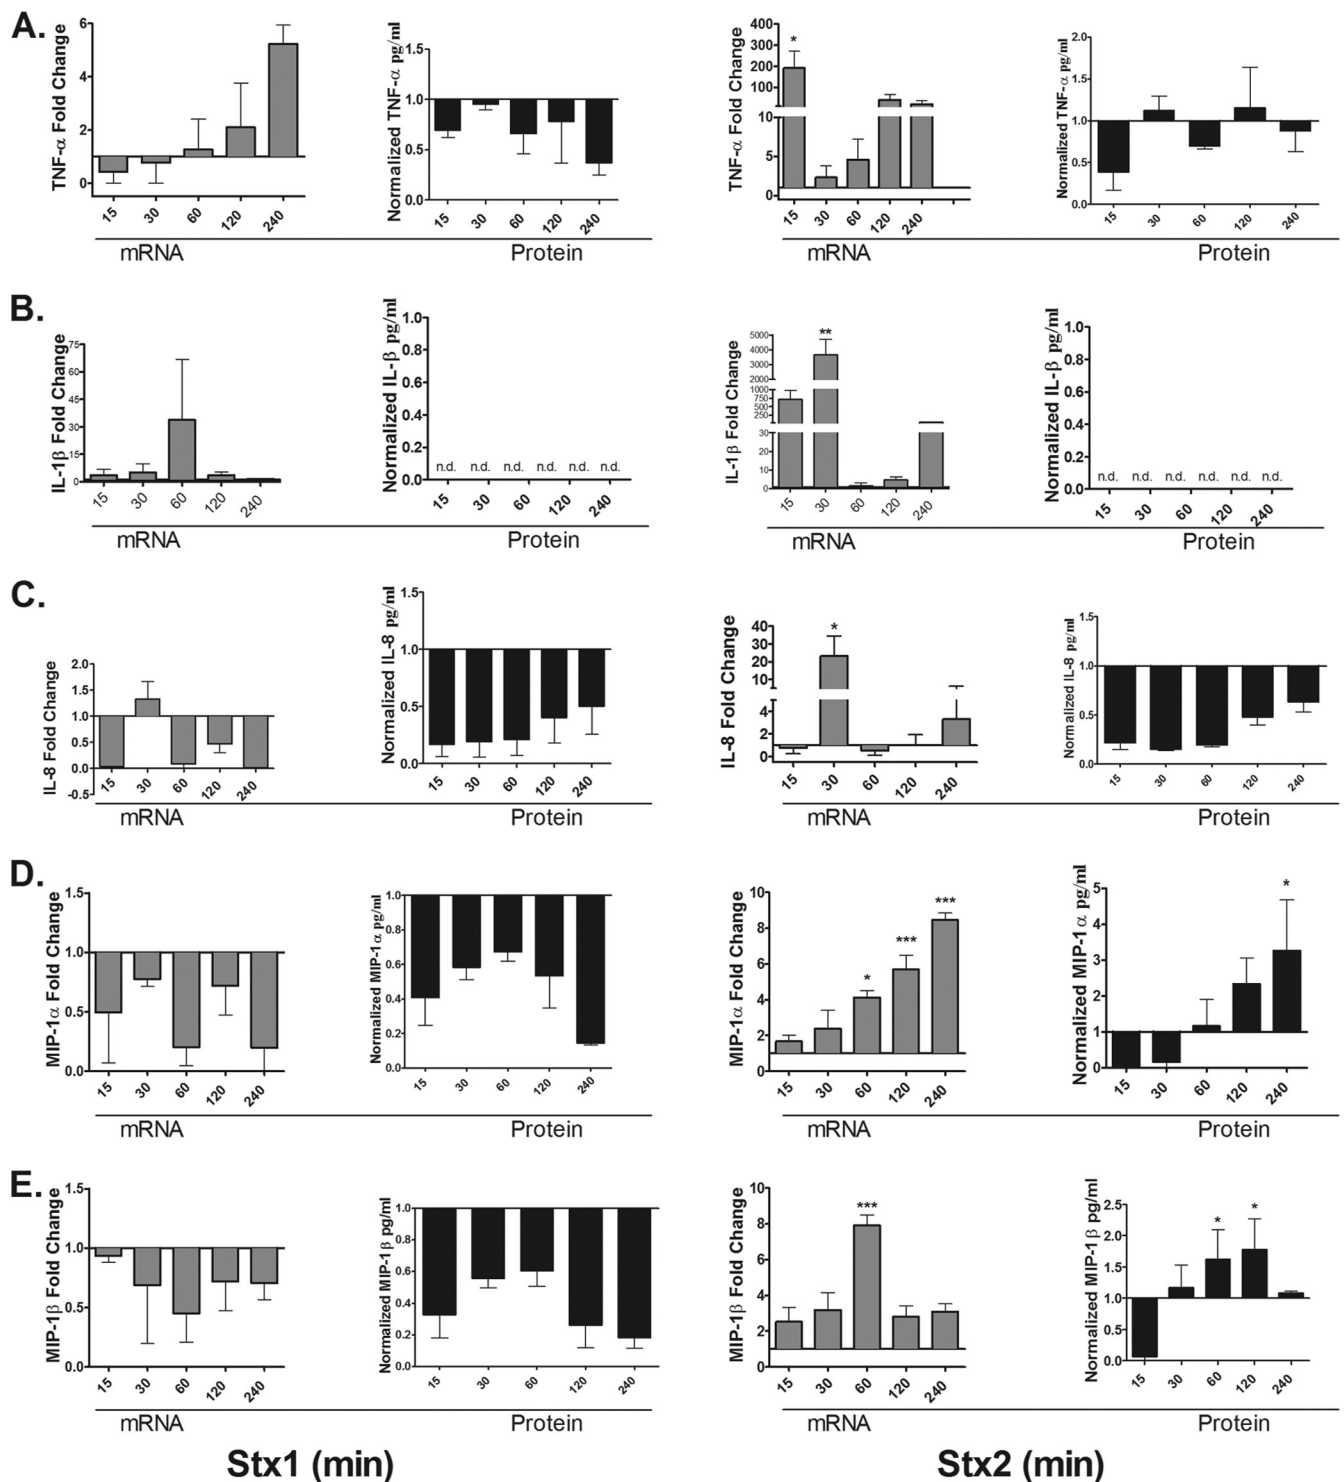 A.
TNF-α Fold Change
6
4
2
0
15 30 60 120 240
mRNA
Normalized TNF-α pg/ml
1.5
1.0
0.5
0.0
15 30 60 120 240
Protein
TNF-α Fold Change
400
300
200
100
10
5
0
*
15 30 60 120 240
mRNA
Normalized TNF-α pg/ml
2.0
1.5
1.0
0.5
0.0
15 30 60 120 240
Protein
B.
IL-1β Fold Change
75
60
45
30
15
0
15 30 60 120 240
mRNA
Normalized IL-β pg/ml
1.0
0.8
0.6
0.4
0.2
0.0
n.d. n.d. n.d. n.d. n.d. n.d.
15 30 60 120 240
Protein
IL-1β Fold Change
5000
4000
3000
2000
1000
750
500
250
30
20
10
0
**
15 30 60 120 240
mRNA
Normalized IL-β pg/ml
1.0
0.8
0.6
0.4
0.2
0.0
n.d. n.d. n.d. n.d. n.d. n.d.
15 30 60 120 240
Protein
C.
IL-8 Fold Change
2.0
1.5
1.0
0.5
0.0
-0.5
15 30 60 120 240
mRNA
Normalized IL-8 pg/ml
1.5
1.0
0.5
0.0
15 30 60 120 240
Protein
IL-8 Fold Change
40
30
20
10
4
2
0
*
15 30 60 120 240
mRNA
Normalized IL-8 pg/ml
1.5
1.0
0.5
0.0
15 30 60 120 240
Protein
D.
MIP-1α Fold Change
1.5
1.0
0.5
0.0
15 30 60 120 240
mRNA
Normalized MIP-1α pg/ml
1.0
0.8
0.6
0.4
0.2
0.0
15 30 60 120 240
Protein
MIP-1α Fold Change
10
8
6
4
2
0
* *** ***
15 30 60 120 240
mRNA
Normalized MIP-1α pg/ml
5
4
3
2
1
0
*
15 30 60 120 240
Protein
E.
MIP-1β Fold Change
1.5
1.0
0.5
0.0
15 30 60 120 240
mRNA
Normalized MIP-1β pg/ml
1.0
0.8
0.6
0.4
0.2
0.0
15 30 60 120 240
Protein
MIP-1β Fold Change
10
8
6
4
2
0
***
15 30 60 120 240
mRNA
Normalized MIP-1β pg/ml
2.5
2.0
1.5
1.0
0.5
0.0
* *
15 30 60 120 240
Protein
Stx1 (min)
Stx2 (min)